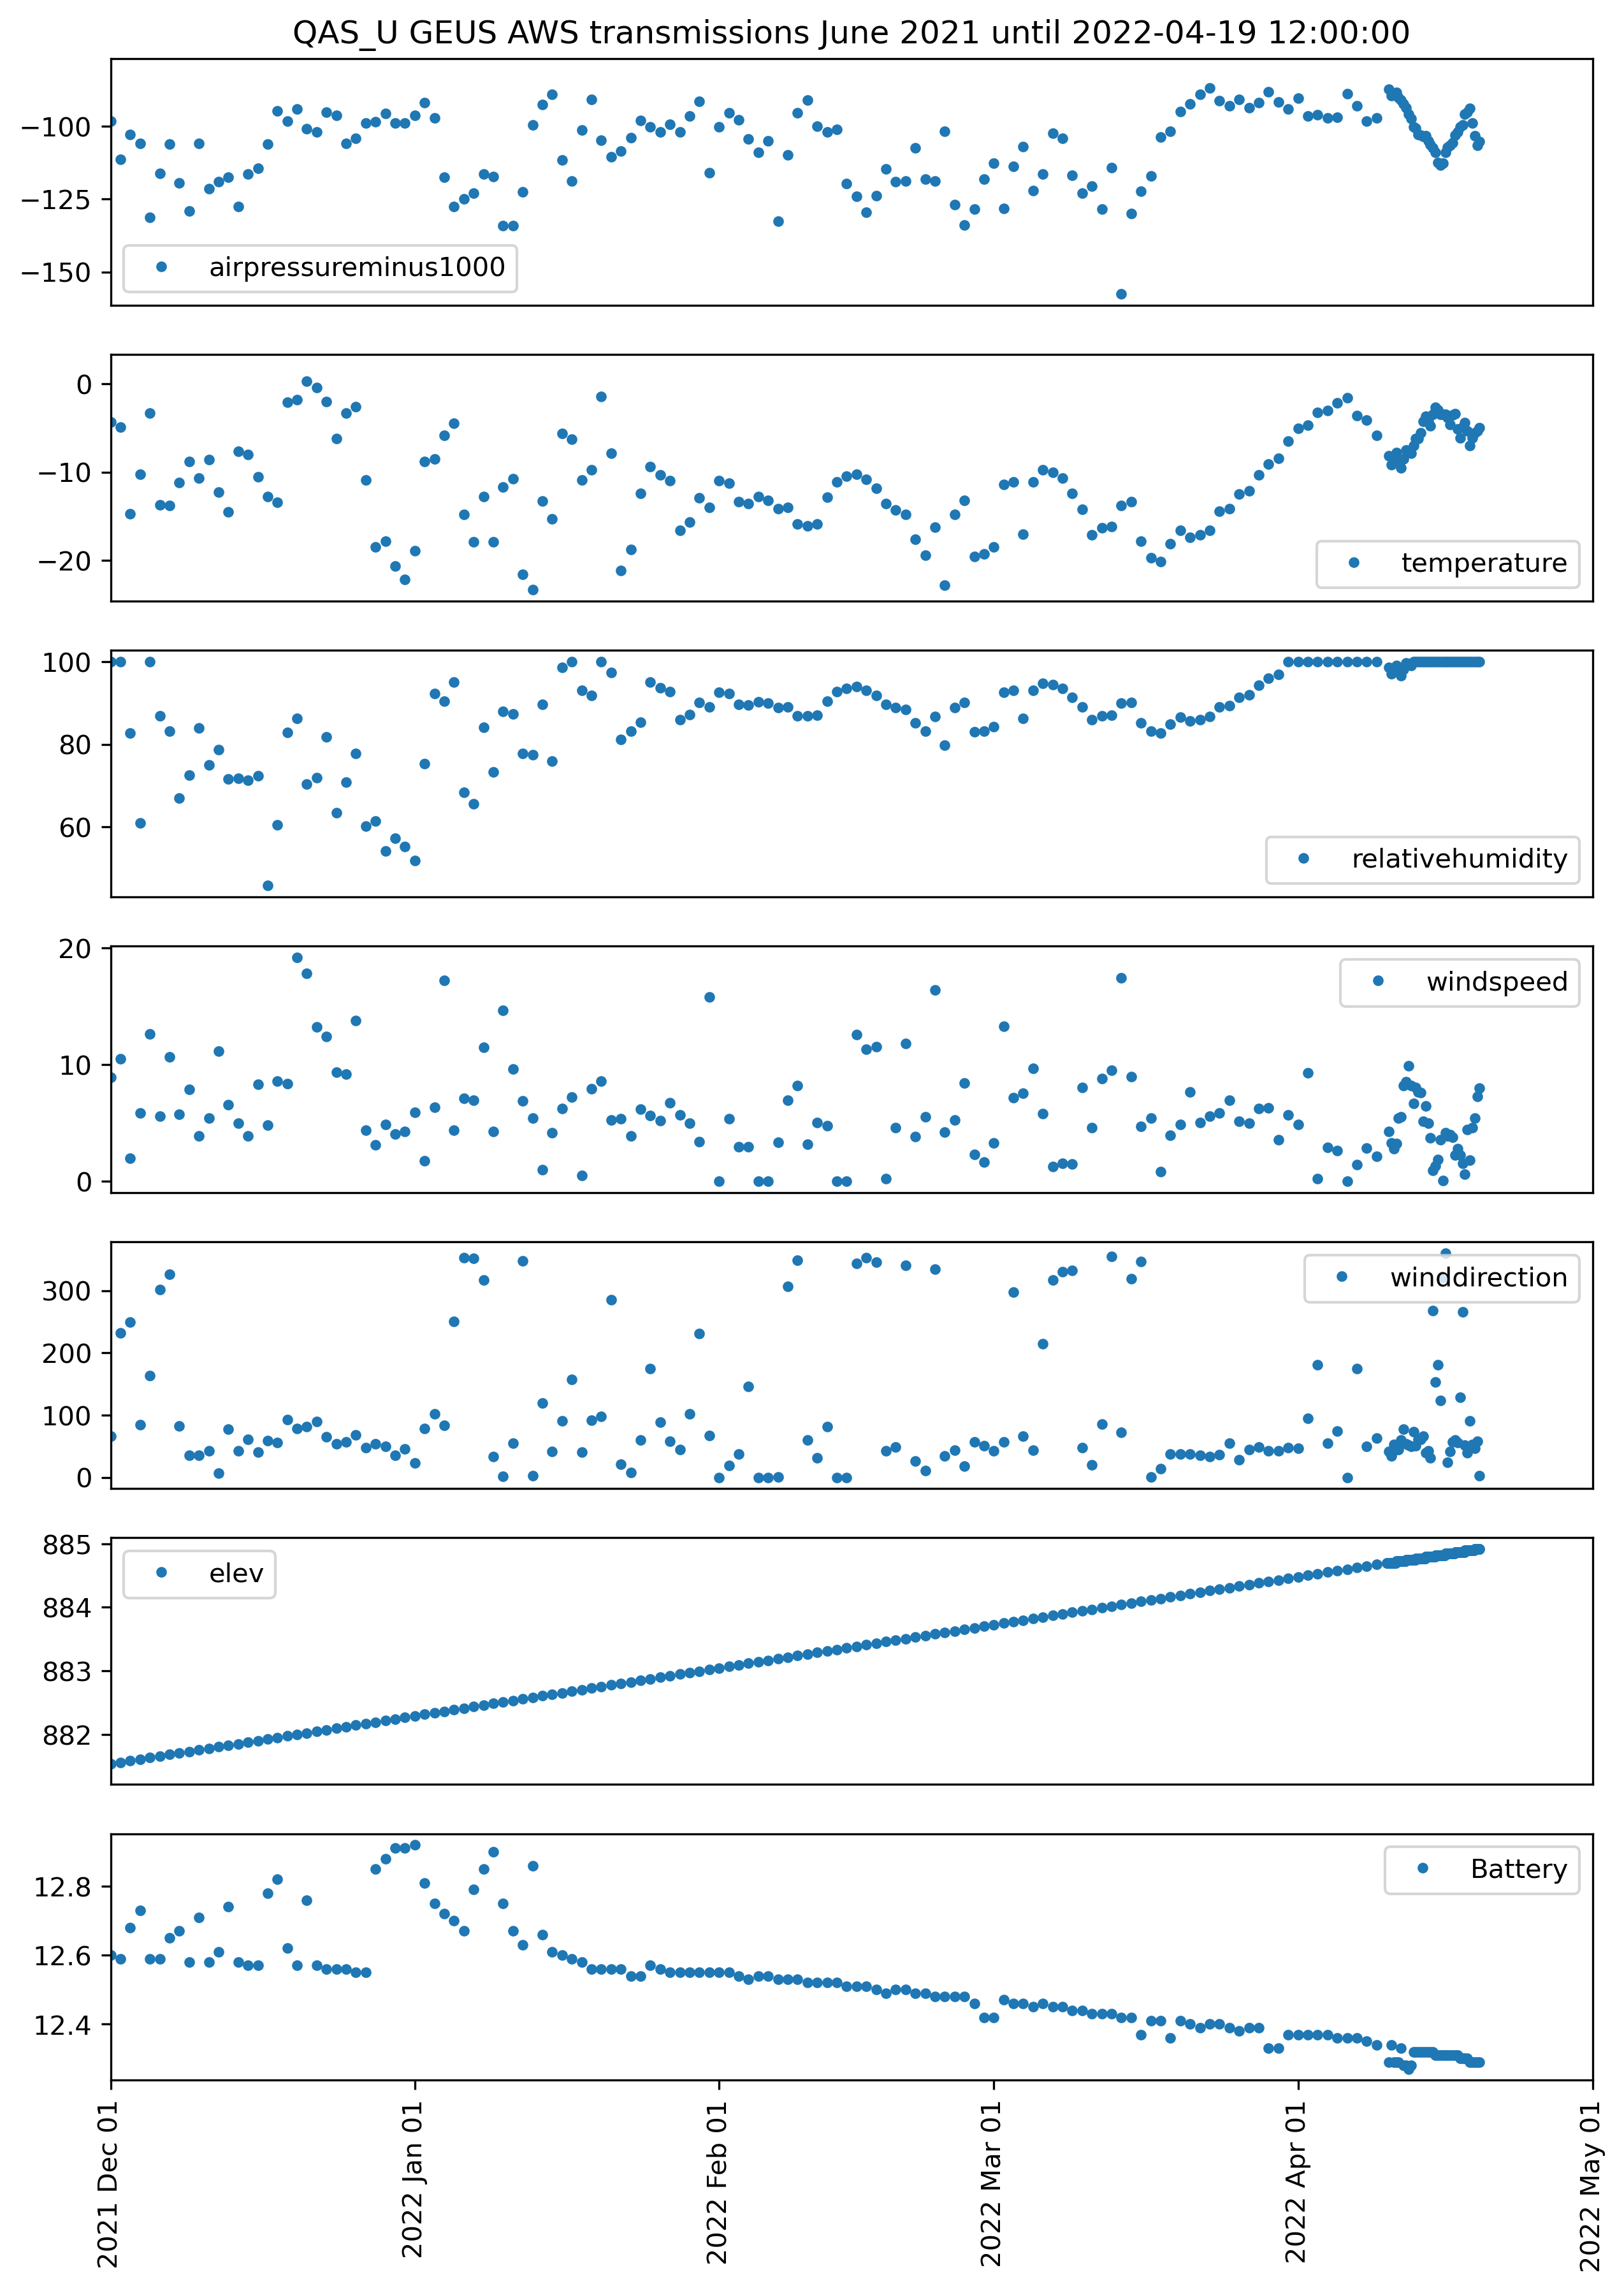 QAS_U GEUS AWS transmissions June 2021 until 2022-04-19 12:00:00
−100
−125
−150
airpressureminus1000
0
−10
−20
temperature
100
80
60
relativehumidity
20
10
0
windspeed
300
200
100
0
winddirection
885
884
883
882
elev
12.8
12.6
12.4
Battery
2021 Dec 01
2022 Jan 01
2022 Feb 01
2022 Mar 01
2022 Apr 01
2022 May 01